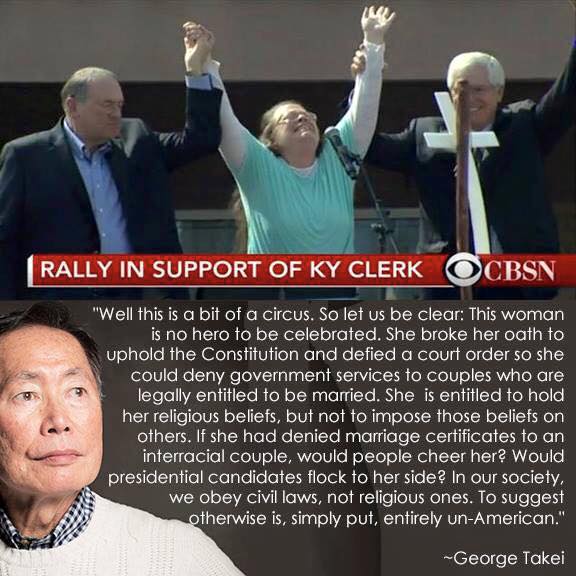 RALLY IN SUPPORT OF KY CLERK CBSN
"Well this is a bit of a circus. So let us be clear: This woman
is no hero to be celebrated. She broke her oath to
uphold the Constitution and defied a court order so she
could deny government services to couples who are
legally entitled to be married. She is entitled to hold
her religious beliefs, but not to impose those beliefs on
others. If she had denied marriage certificates to an
interracial couple, would people cheer her? Would
presidential candidates flock to her side? In our society,
we obey civil laws, not religious ones. To suggest
otherwise is, simply put, entirely un-American."
~George Takei